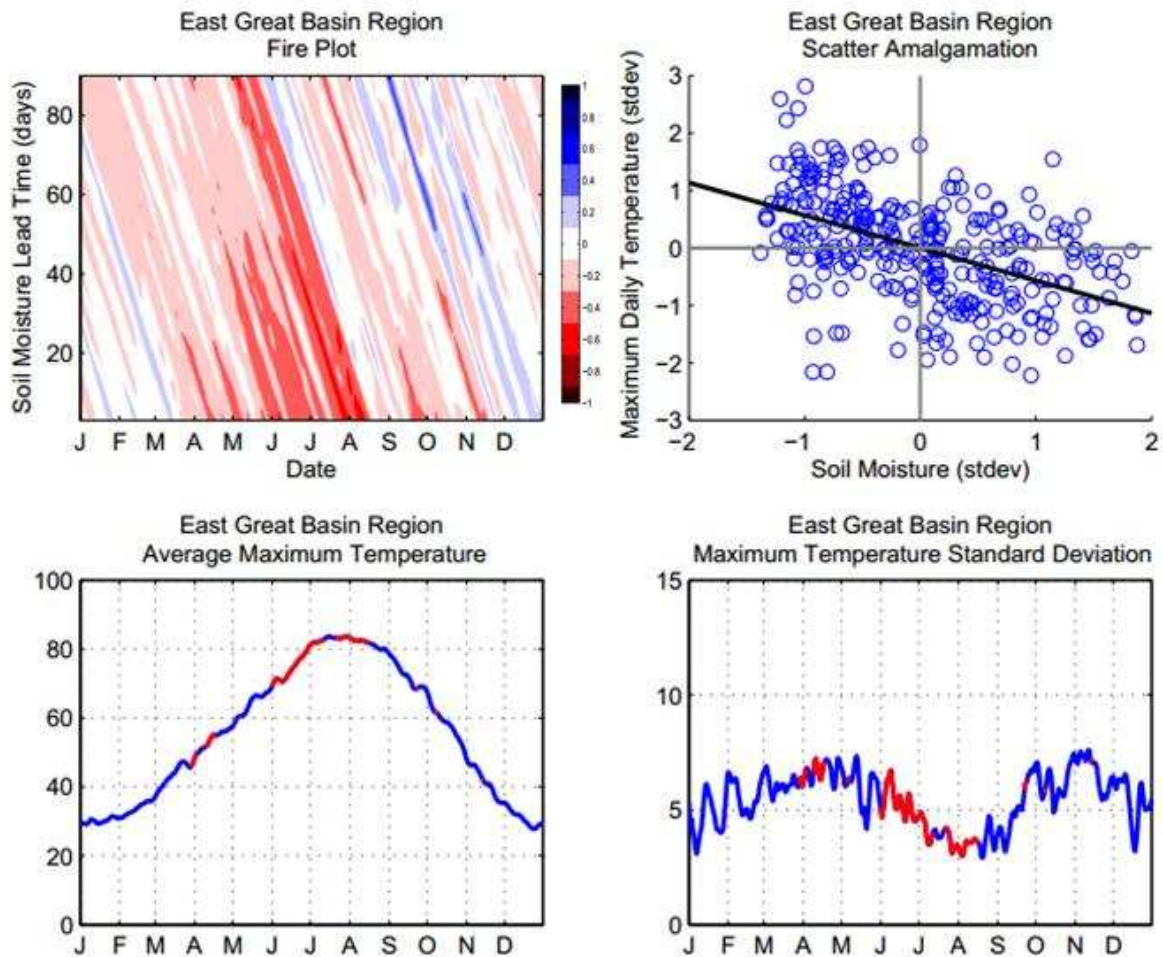 East Great Basin Region
Fire Plot
Soil Moisture Lead Time (days)
80
60
40
20
J F M A M J J A S O N D
Date
1
0.8
0.6
0.4
0.2
0
-0.2
-0.4
-0.6
-0.8
-1
East Great Basin Region
Scatter Amalgamation
Maximum Daily Temperature (stdev)
3
2
1
0
−1
−2
−3
−2 −1 0 1 2
Soil Moisture (stdev)
East Great Basin Region
Average Maximum Temperature
100
80
60
40
20
0
J F M A M J J A S O N D
East Great Basin Region
Maximum Temperature Standard Deviation
15
10
5
0
J F M A M J J A S O N D